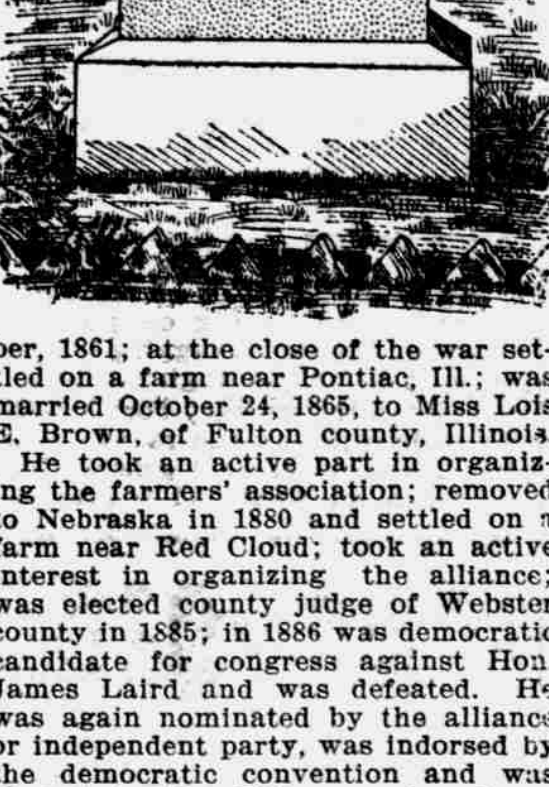 ber, 1861; at the close of the war set-
tled on a farm near Pontiac, Ill.; was
married October 24, 1865, to Miss Lois
E. Brown, of Fulton county, Illinois.
He took an active part in organiz-
ing the farmers' association; removed
to Nebraska in 1880 and settled on a
farm near Red Cloud; took an active
interest in organizing the alliance;
was elected county judge of Webster
county in 1885; in 1886 was democratic
candidate for congress against Hon.
James Laird and was defeated. He
was again nominated by the alliance
or independent party, was indorsed by
the democratic convention and was